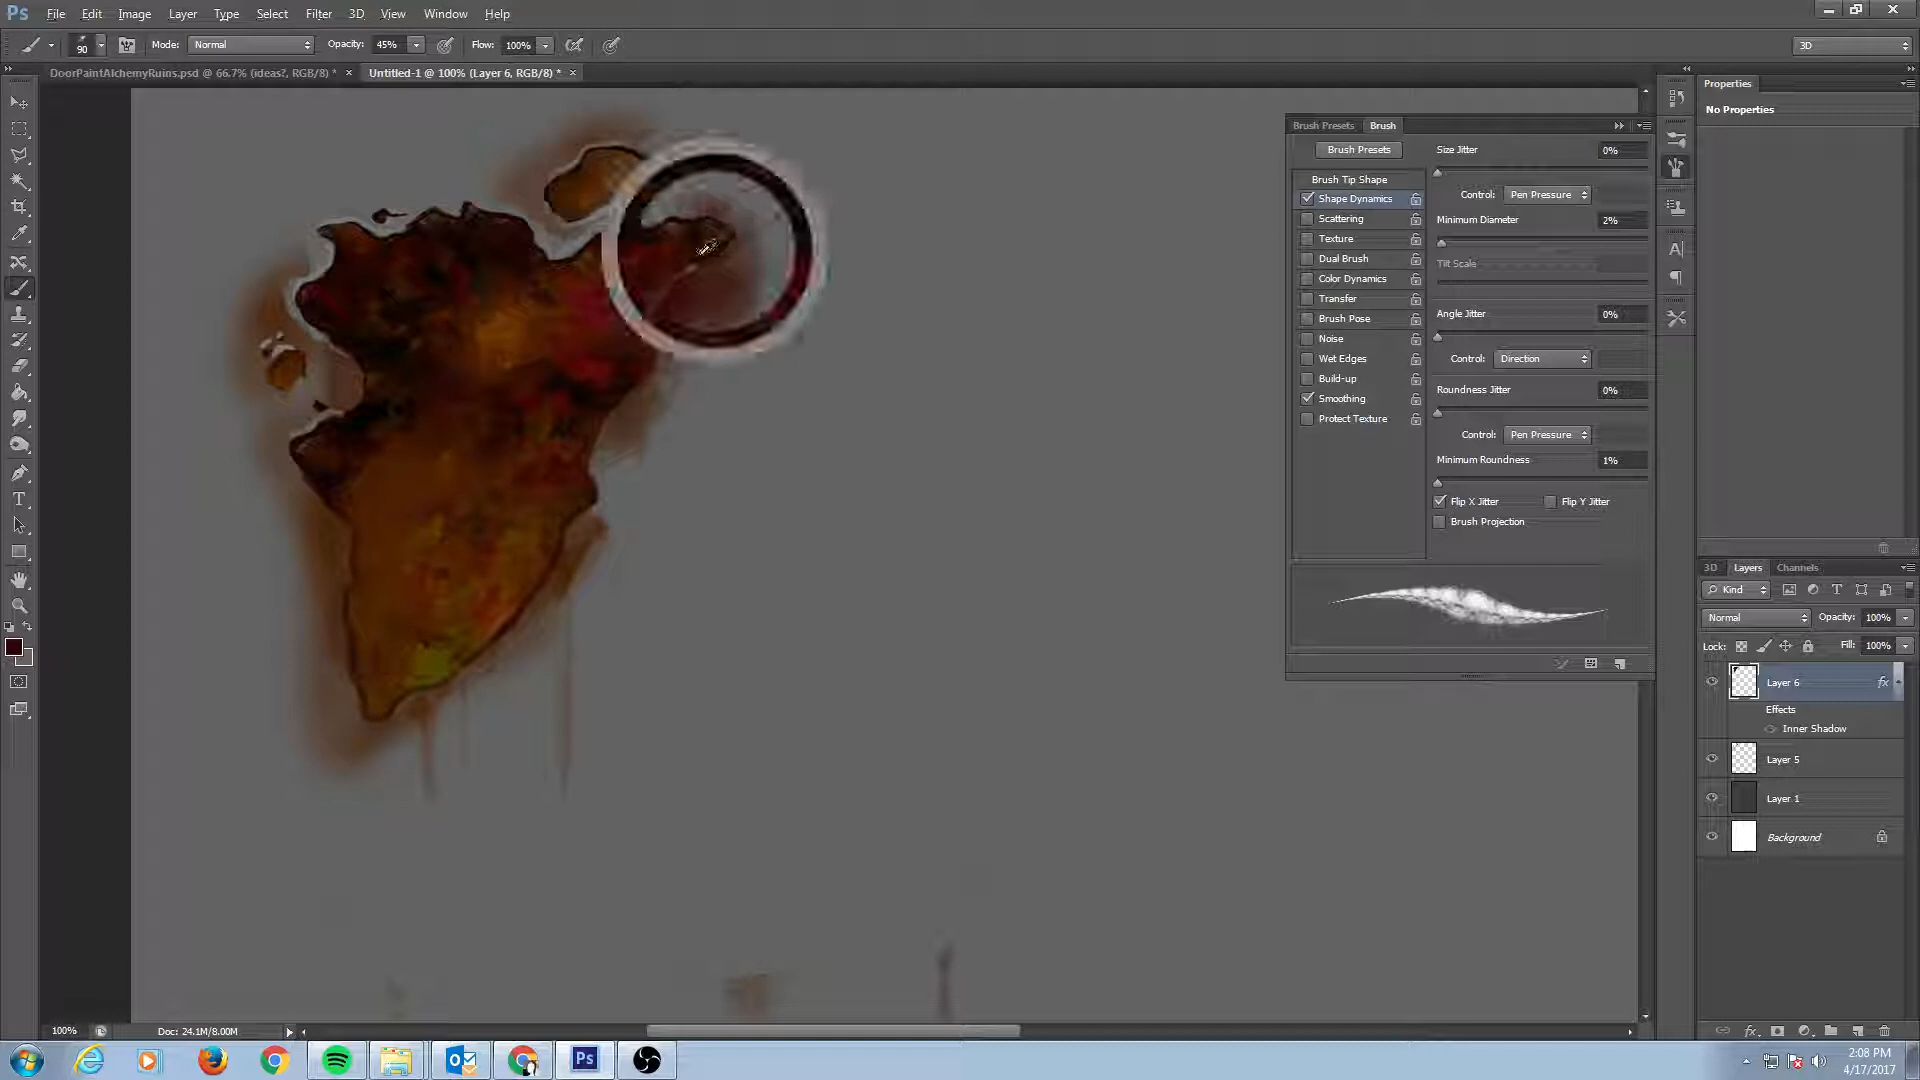 Ps File Edit Image Layer Type Select Filter 3D View Window Help
90 Mode: Normal Opacity: 45% Flow: 100% 3D
DoorPaintAlchemyRuins.psd @ 66.7% (ideas?, RGB/8) * × Untitled-1 @ 100% (Layer 6, RGB/8) * ×
Properties
No Properties
Brush Presets Brush
Brush Presets
Brush Tip Shape
Shape Dynamics
Scattering
Texture
Dual Brush
Color Dynamics
Transfer
Brush Pose
Noise
Wet Edges
Build-up
Smoothing
Protect Texture
Size Jitter 0%
Control: Pen Pressure
Minimum Diameter 2%
Tilt Scale
Angle Jitter 0%
Control: Direction
Roundness Jitter 0%
Control: Pen Pressure
Minimum Roundness 1%
Flip X Jitter Flip Y Jitter
Brush Projection
3D Layers Channels
Kind
Normal Opacity: 100%
Lock: Fill: 100%
Layer 6 fx
Effects
Inner Shadow
Layer 5
Layer 1
Background
100% Doc: 24.1M/8.00M
fx
Ps
2:08 PM
4/17/2017